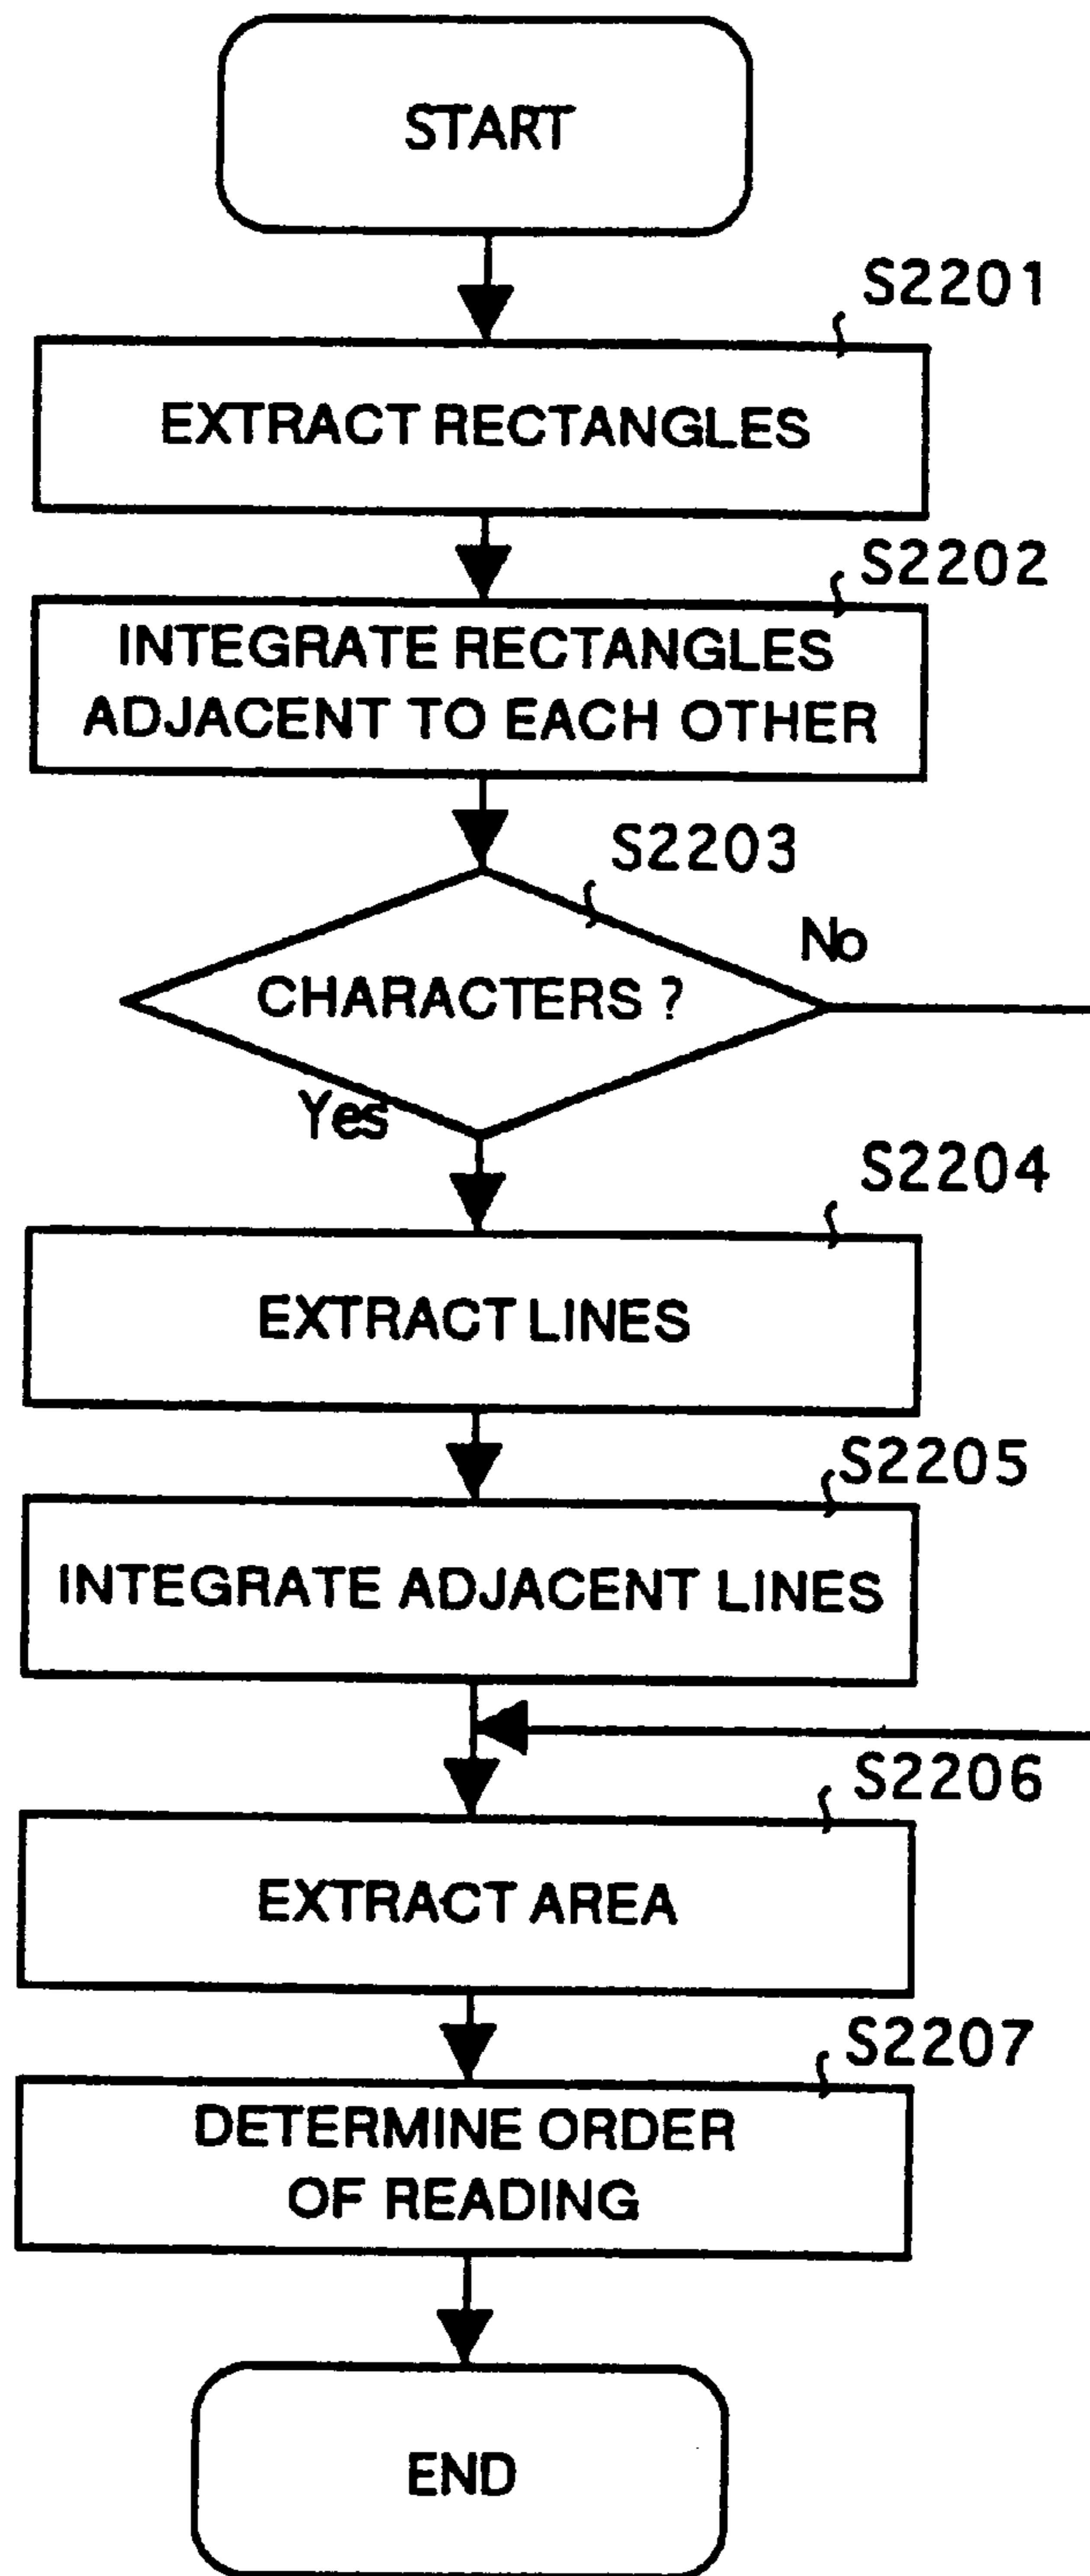 START
S2201
EXTRACT RECTANGLES
S2202
INTEGRATE RECTANGLES
ADJACENT TO EACH OTHER
S2203
CHARACTERS ?
No
Yes
S2204
EXTRACT LINES
S2205
INTEGRATE ADJACENT LINES
S2206
EXTRACT AREA
S2207
DETERMINE ORDER
OF READING
END